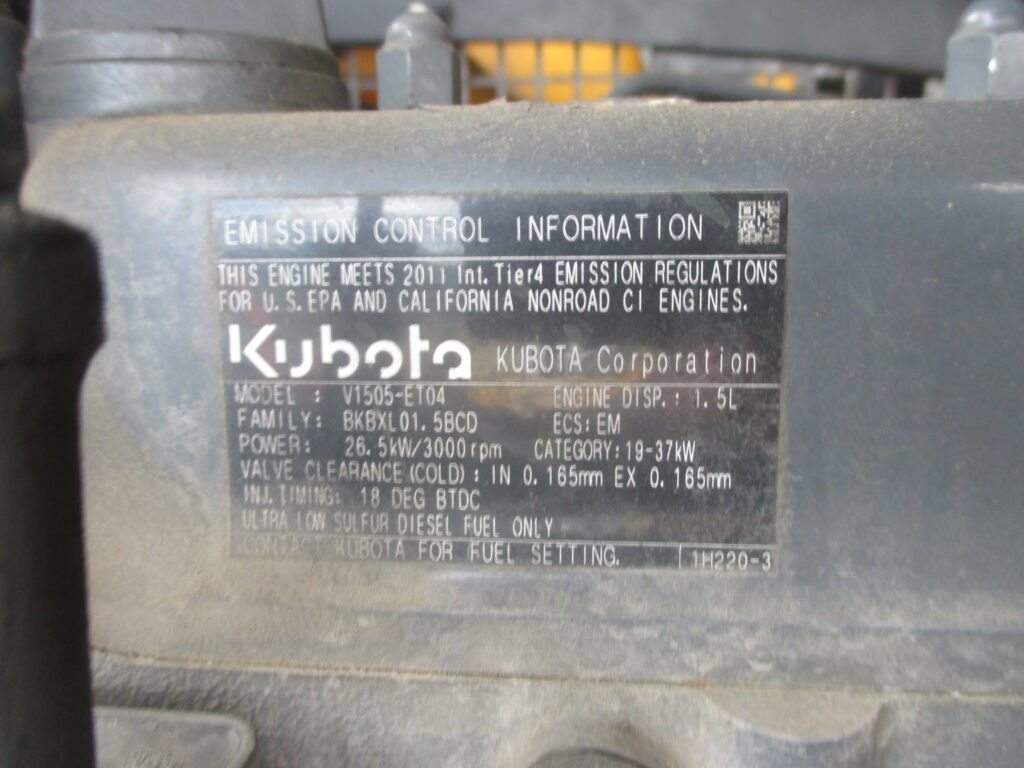 EMISSION CONTROL INFORMATION
THIS ENGINE MEETS 2011 Int. Tier4 EMISSION REGULATIONS
FOR U.S. EPA AND CALIFORNIA NONROAD CI ENGINES.
Kubota KUBOTA Corporation
MODEL : V1505-ET04 ENGINE DISP.: 1.5L
FAMILY: BKBXL01.5BCD ECS: EM
POWER: 26.5kW/3000rpm CATEGORY: 19-37kW
VALVE CLEARANCE(COLD): IN 0.165mm EX 0.165mm
INJ. TIMING: 18 DEG BTDC
ULTRA LOW SULFUR DIESEL FUEL ONLY
CONTACT KUBOTA FOR FUEL SETTING. 1H220-3